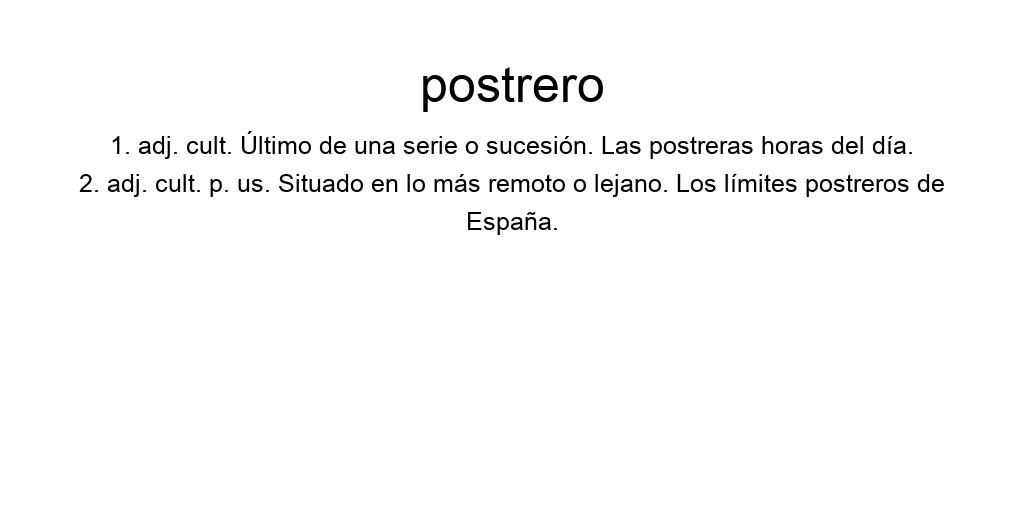 postrero
1. adj. cult. Último de una serie o sucesión. Las postreras horas del día.
2. adj. cult. p. us. Situado en lo más remoto o lejano. Los límites postreros de
España.